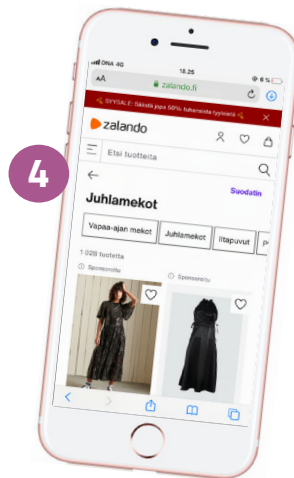 DNA 4G 18.25 6 %
AA zalando.fi
SYYSALE: Säästä jopa 50% tuhansista tyyleistä
zalando
Etsi tuotteita
4
Suodatin
Juhlamekot
Vapaa-ajan mekot Juhlamekot Iltapuvut P
1 028 tuotetta
Sponsoroitu Sponsoroitu